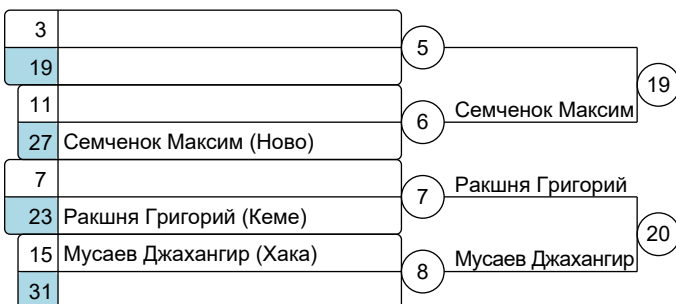 3
5
19
19
11
6
Семченок Максим
27 Семченок Максим (Ново)
7
7
Ракшня Григорий
23 Ракшня Григорий (Кеме)
20
15 Мусаев Джахангир (Хака)
8
Мусаев Джахангир
31